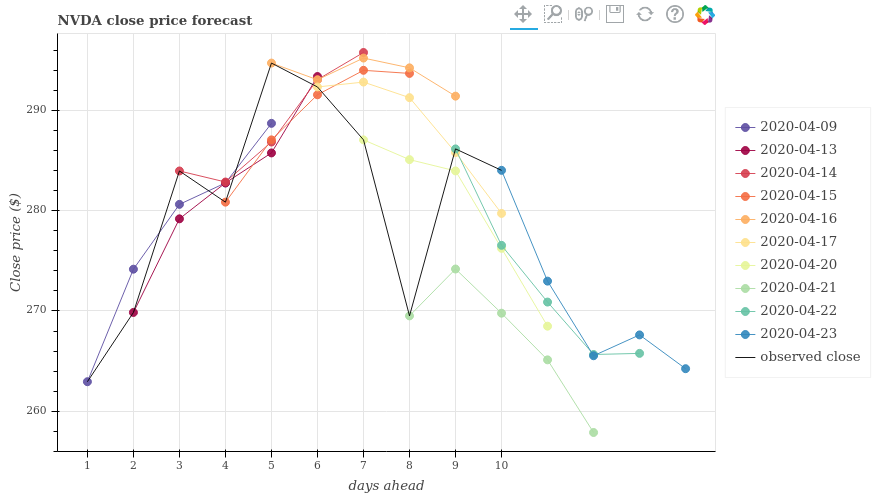 NVDA close price forecast
290
280
270
260
Close price ($)
1 2 3 4 5 6 7 8 9 10
days ahead
2020-04-09
2020-04-13
2020-04-14
2020-04-15
2020-04-16
2020-04-17
2020-04-20
2020-04-21
2020-04-22
2020-04-23
observed close